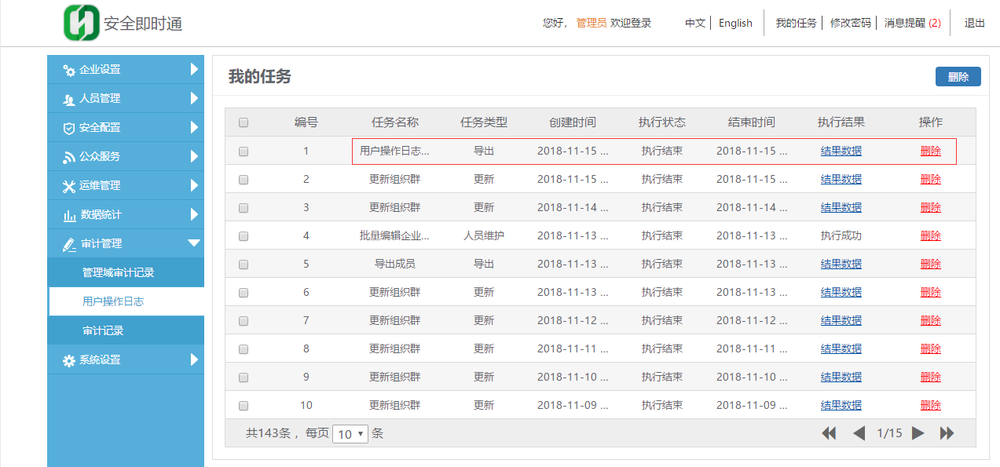 安全即时通
您好， 管理员 欢迎登录 中文 English 我的任务 修改密码 消息提醒 (2) 退出
企业设置
人员管理
安全配置
公众服务
运维管理
数据统计
审计管理
管理域审计记录
用户操作日志
审计记录
系统设置
我的任务 删除
编号 任务名称 任务类型 创建时间 执行状态 结束时间 执行结果 操作
1 用户操作日志... 导出 2018-11-15 ... 执行结束 2018-11-15 ... 结果数据 删除
2 更新组织群 更新 2018-11-15 ... 执行结束 2018-11-15 ... 结果数据 删除
3 更新组织群 更新 2018-11-14 ... 执行结束 2018-11-14 ... 结果数据 删除
4 批量编辑企业... 人员维护 2018-11-13 ... 执行结束 2018-11-13 ... 执行成功 删除
5 导出成员 导出 2018-11-13 ... 执行结束 2018-11-13 ... 结果数据 删除
6 更新组织群 更新 2018-11-13 ... 执行结束 2018-11-13 ... 结果数据 删除
7 更新组织群 更新 2018-11-12 ... 执行结束 2018-11-12 ... 结果数据 删除
8 更新组织群 更新 2018-11-11 ... 执行结束 2018-11-11 ... 结果数据 删除
9 更新组织群 更新 2018-11-10 ... 执行结束 2018-11-10 ... 结果数据 删除
10 更新组织群 更新 2018-11-09 ... 执行结束 2018-11-09 ... 结果数据 删除
共143条 ，每页 10 条 1/15